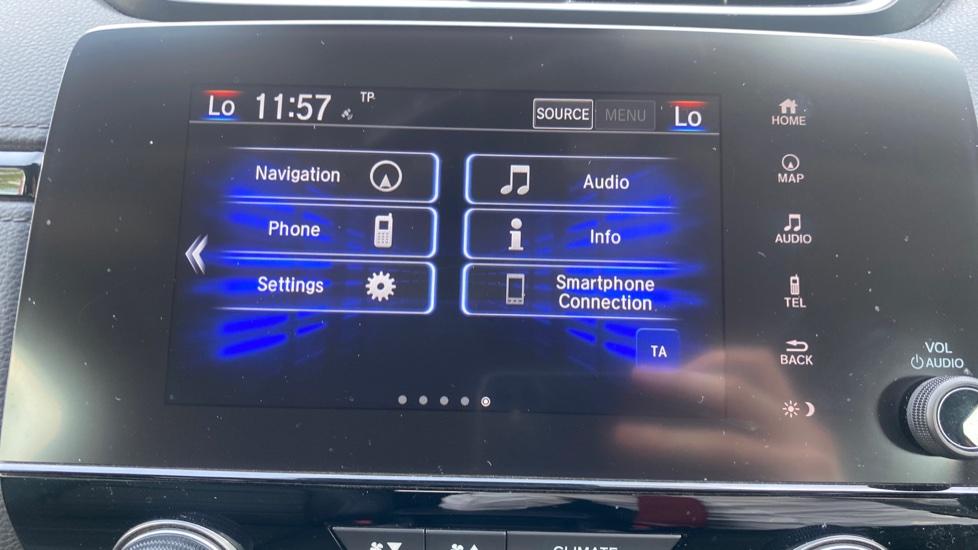 Lo 11:57 TP SOURCE MENU Lo
Navigation
Audio
Phone
Info
Settings
Smartphone
Connection
TA
HOME
MAP
AUDIO
TEL
BACK
VOL
AUDIO
CLIMATE